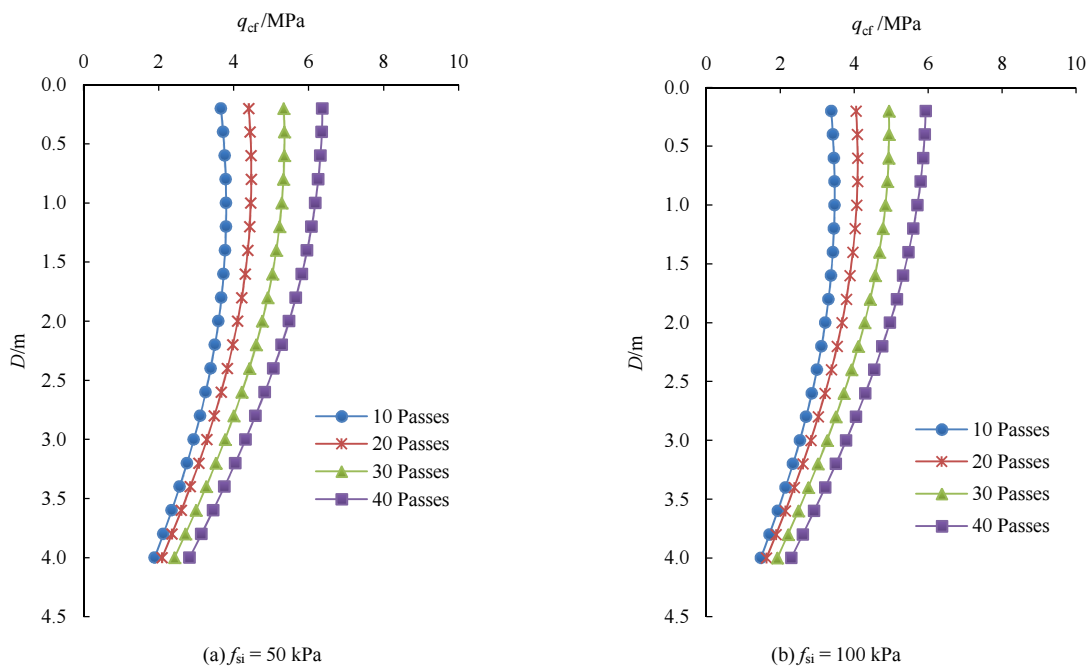 q_cf /MPa
0 2 4 6 8 10
0.0
0.5
1.0
1.5
2.0
2.5
3.0
3.5
4.0
4.5
D/m
10 Passes
20 Passes
30 Passes
40 Passes
(a) f_si = 50 kPa
q_cf /MPa
0 2 4 6 8 10
0.0
0.5
1.0
1.5
2.0
2.5
3.0
3.5
4.0
4.5
D/m
10 Passes
20 Passes
30 Passes
40 Passes
(b) f_si = 100 kPa